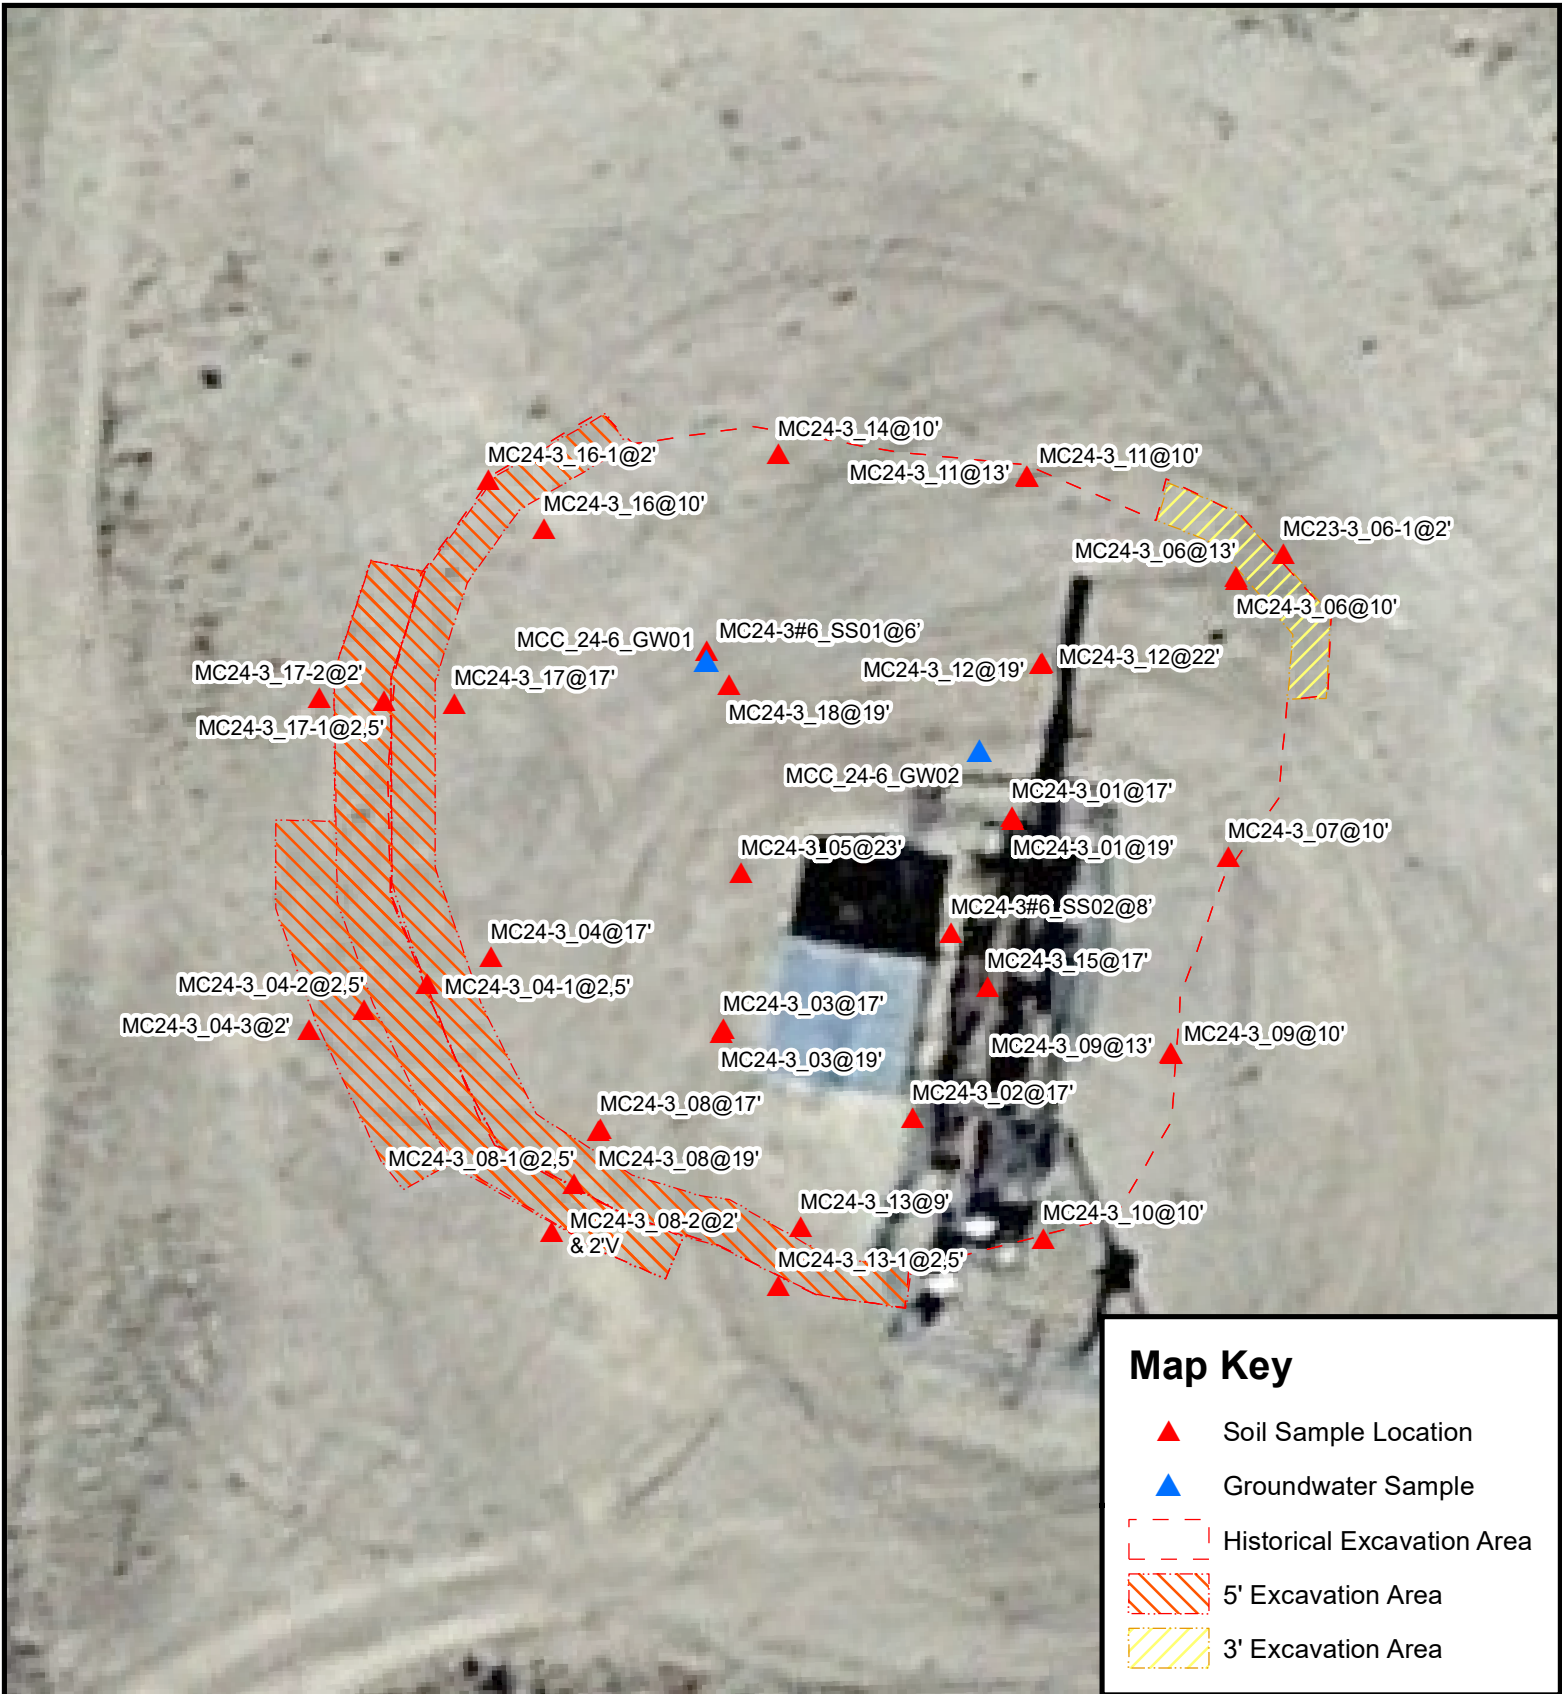 MC24-3_14@10'
MC24-3_16-1@2'
MC24-3_11@10'
MC24-3_11@13'
MC24-3_16@10'
MC23-3_06-1@2'
MC24-3_06@13'
MC24-3_06@10'
MCC_24-6_GW01
MC24-3#6_SS01@6’
MC24-3_12@19'
MC24-3_12@22'
MC24-3_17-2@2'
MC24-3_17@17'
MC24-3_18@19'
MC24-3_17-1@2,5'
MCC_24-6_GW02
MC24-3_01@17'
MC24-3_07@10'
MC24-3_05@23'
MC24-3_01@19'
MC24-3#6_SS02@8’
MC24-3_04@17'
MC24-3_15@17'
MC24-3_04-2@2,5'
MC24-3_04-1@2,5'
MC24-3_03@17'
MC24-3_04-3@2'
MC24-3_09@13'
MC24-3_09@10'
MC24-3_03@19'
MC24-3_02@17'
MC24-3_08@17'
MC24-3_08-1@2,5'
MC24-3_08@19'
MC24-3_13@9'
MC24-3_10@10'
MC24-3_08-2@2'
& 2'V
MC24-3_13-1@2,5'
Map Key
Soil Sample Location
Groundwater Sample
Historical Excavation Area
5' Excavation Area
3' Excavation Area